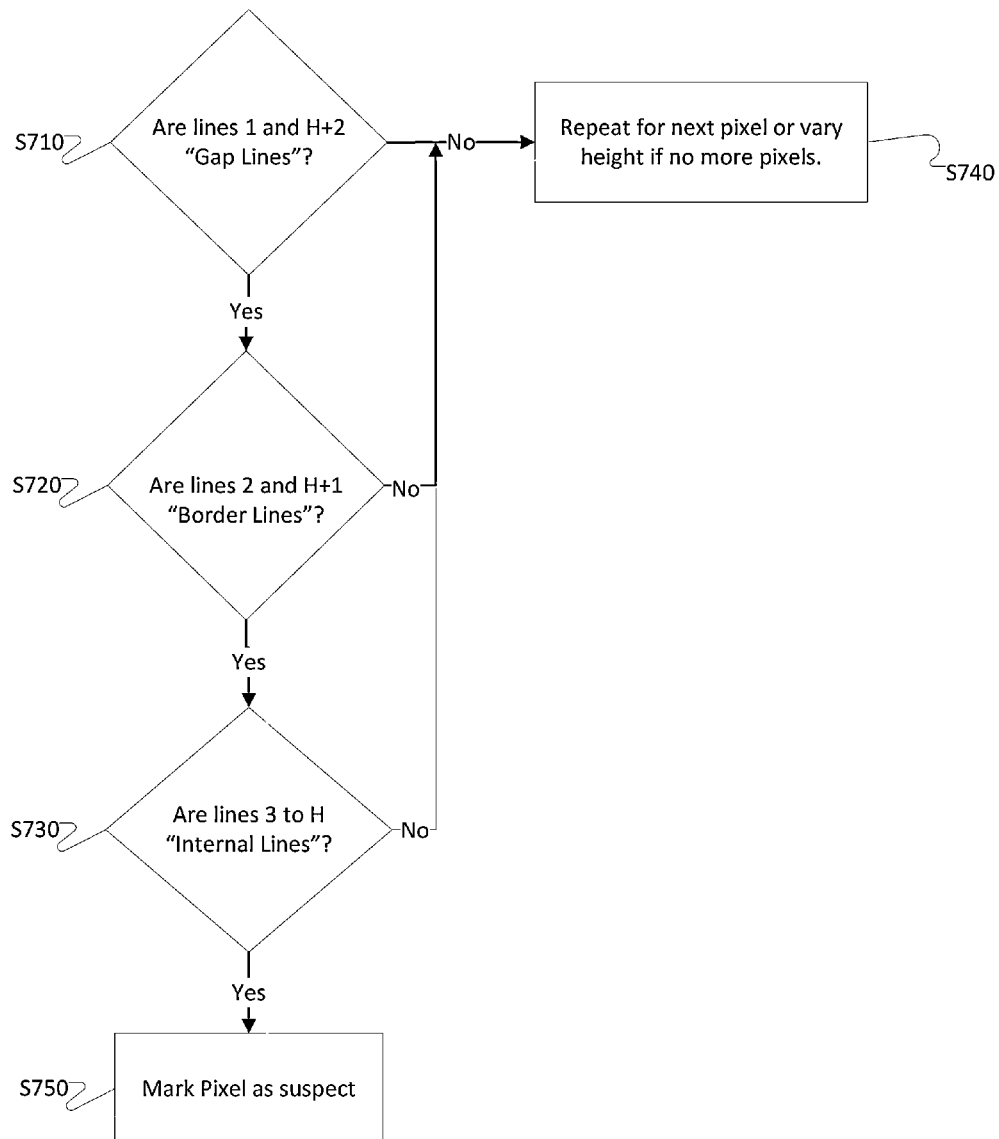 S710
Are lines 1 and H+2
“Gap Lines”?
No
Repeat for next pixel or vary
height if no more pixels.
S740
Yes
S720
Are lines 2 and H+1
“Border Lines”?
No
Yes
S730
Are lines 3 to H
“Internal Lines”?
No
Yes
S750
Mark Pixel as suspect